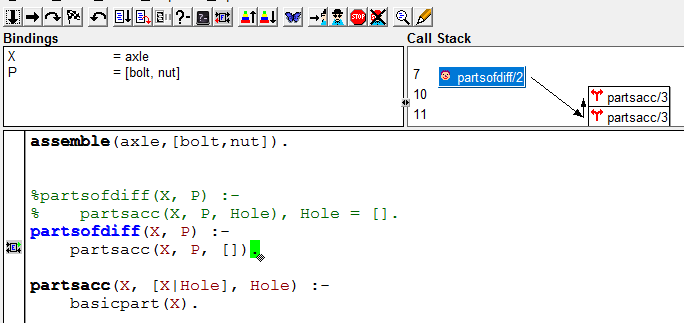 Bindings
X = axle
P = [bolt, nut]
Call Stack
7 partsofdiff/2
10 partsacc/3
11 partsacc/3
assemble(axle,[bolt,nut]).
%partsofdiff(X, P) :-
%    partsacc(X, P, Hole), Hole = [].
partsofdiff(X, P) :-
    partsacc(X, P, []).
partsacc(X, [X|Hole], Hole) :-
    basicpart(X).